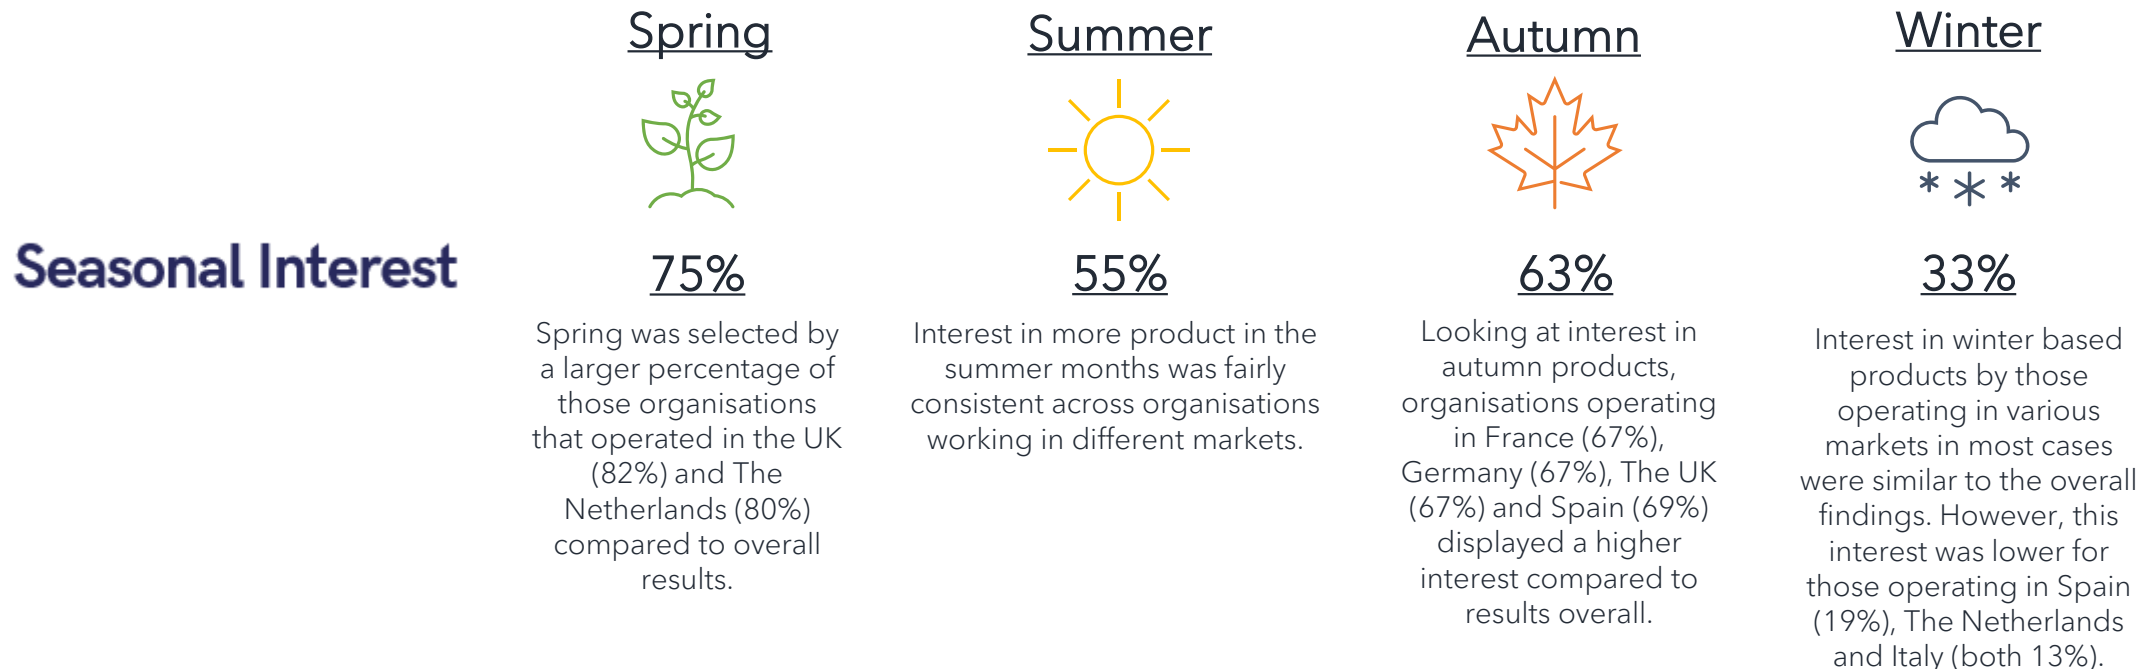 Seasonal Interest
Spring
75%
Spring was selected by
a larger percentage of
those organisations
that operated in the UK
(82%) and The
Netherlands (80%)
compared to overall
results.
Summer
55%
Interest in more product in the
summer months was fairly
consistent across organisations
working in different markets.
Autumn
63%
Looking at interest in
autumn products,
organisations operating
in France (67%),
Germany (67%), The UK
(67%) and Spain (69%)
displayed a higher
interest compared to
results overall.
Winter
33%
Interest in winter based
products by those
operating in various
markets in most cases
were similar to the overall
findings. However, this
interest was lower for
those operating in Spain
(19%), The Netherlands
and Italy (both 13%).